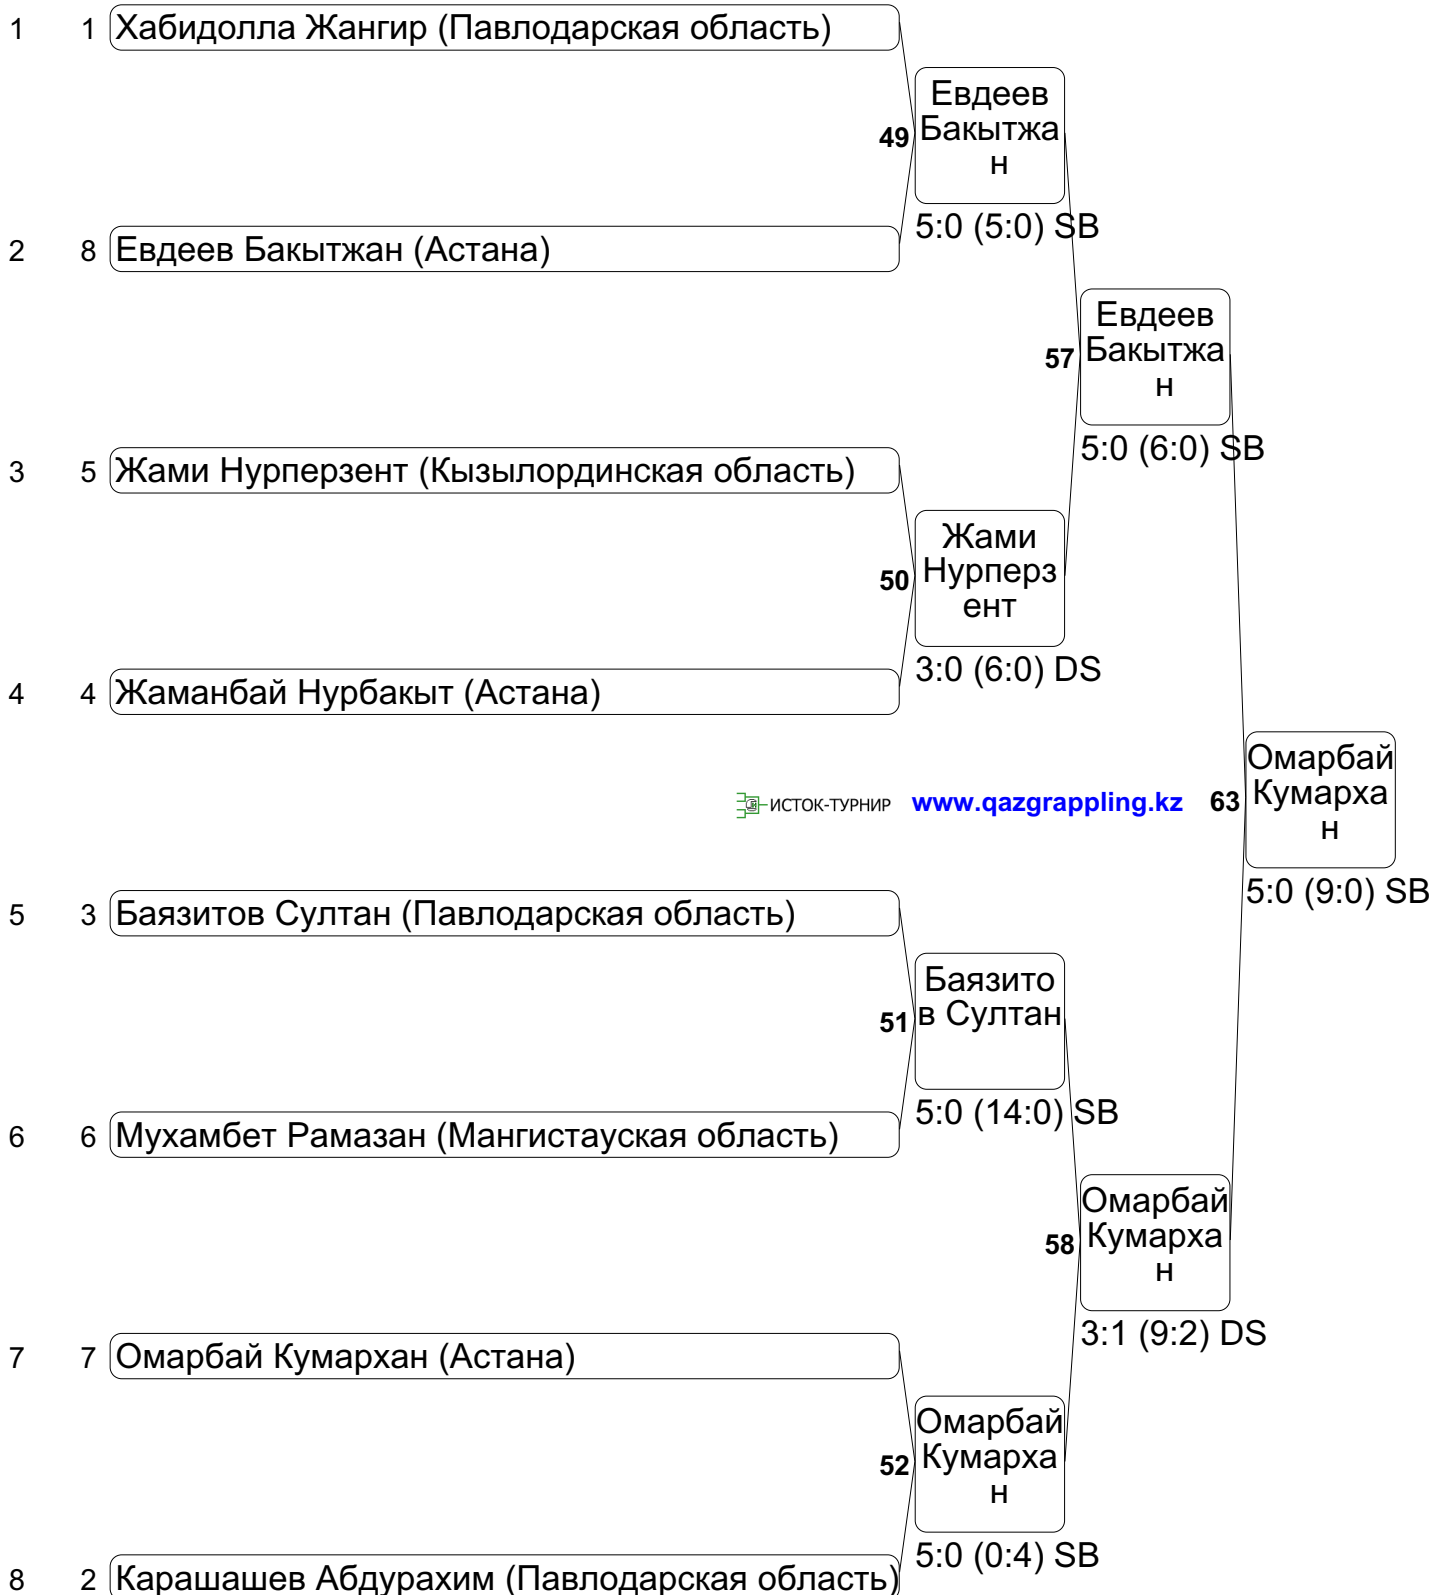 1 1 Хабидолла Жангир (Павлодарская область)
Евдеев
49 Бакытжа
н
5:0 (5:0) SB
2 8 Евдеев Бакытжан (Астана)
Евдеев
57 Бакытжа
н
5:0 (6:0) SB
3 5 Жами Нурперзент (Кызылординская область)
Жами
50 Нурперз
ент
3:0 (6:0) DS
4 4 Жаманбай Нурбакыт (Астана)
Омарбай
ИСТОК-ТУРНИР www.qazgrappling.kz 63 Кумарха
н
5:0 (9:0) SB
5 3 Баязитов Султан (Павлодарская область)
Баязито
51 в Султан
5:0 (14:0) SB
6 6 Мухамбет Рамазан (Мангистауская область)
Омарбай
58 Кумарха
н
3:1 (9:2) DS
7 7 Омарбай Кумархан (Астана)
Омарбай
52 Кумарха
н
5:0 (0:4) SB
8 2 Карашашев Абдурахим (Павлодарская область)